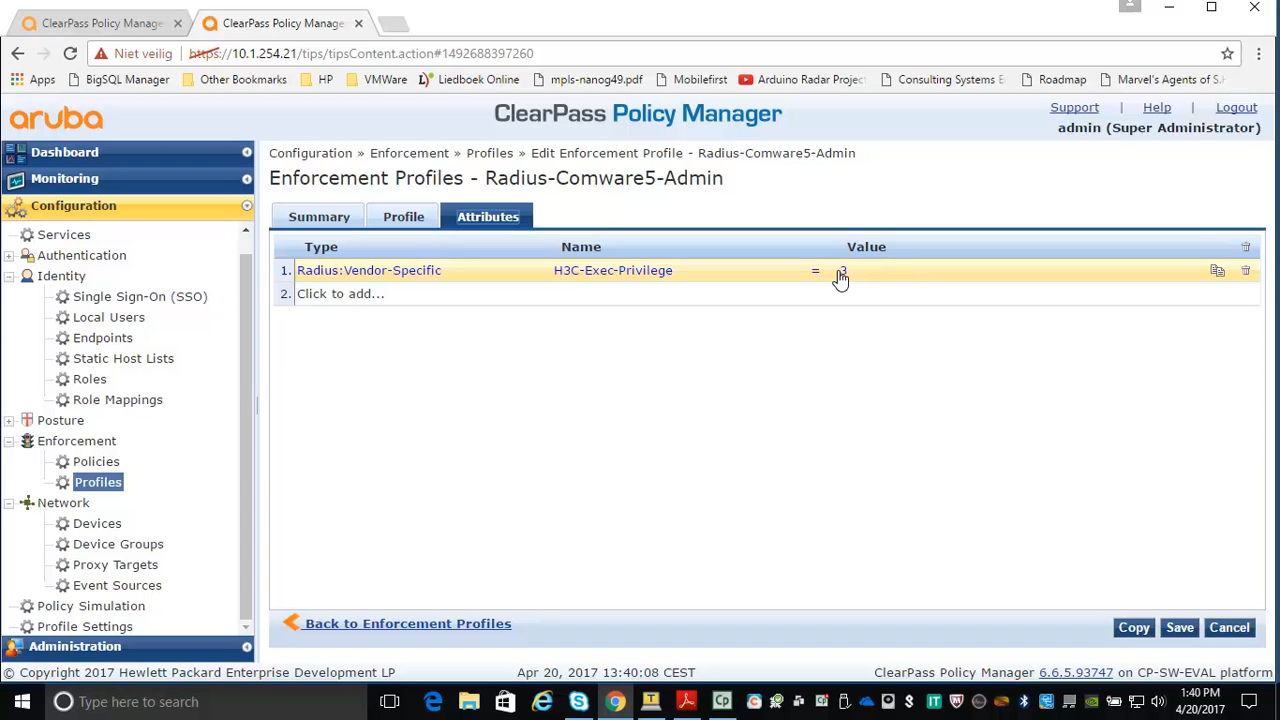 ClearPass Policy Manage
ClearPass Policy Manage
Niet veilig https://10.1.254.21/tips/tipsContent.action#1492688397260
Apps BigSQL Manager Other Bookmarks HP VMWare Lijstboek Online mpls-nanog49.pdf Mobilefirst Arduino Radar Proje Consulting Systems E Roadmap Marvel's Agents of S.H
aruba
ClearPass Policy Manager
Support | Help | Logout
admin (Super Administrator)
Dashboard
Monitoring
Configuration
Services
Authentication
Identity
Single Sign-On (SSO)
Local Users
Endpoints
Static Host Lists
Roles
Role Mappings
Posture
Enforcement
Policies
Profiles
Network
Devices
Device Groups
Proxy Targets
Event Sources
Policy Simulation
Profile Settings
Administration
Configuration » Enforcement » Profiles » Edit Enforcement Profile - Radius-Comware5-Admin
Enforcement Profiles - Radius-Comware5-Admin
Summary Profile Attributes
Type Name Value
1. Radius:Vendor-Specific H3C-Exec-Privilege = 3
2. Click to add...
Back to Enforcement Profiles
Copy Save Cancel
© Copyright 2017 Hewlett Packard Enterprise Development LP Apr 20, 2017 13:40:08 CEST ClearPass Policy Manager 6.6.5.93747 on CP-SW-EVAL platform
Type here to search
1:40 PM
4/20/2017